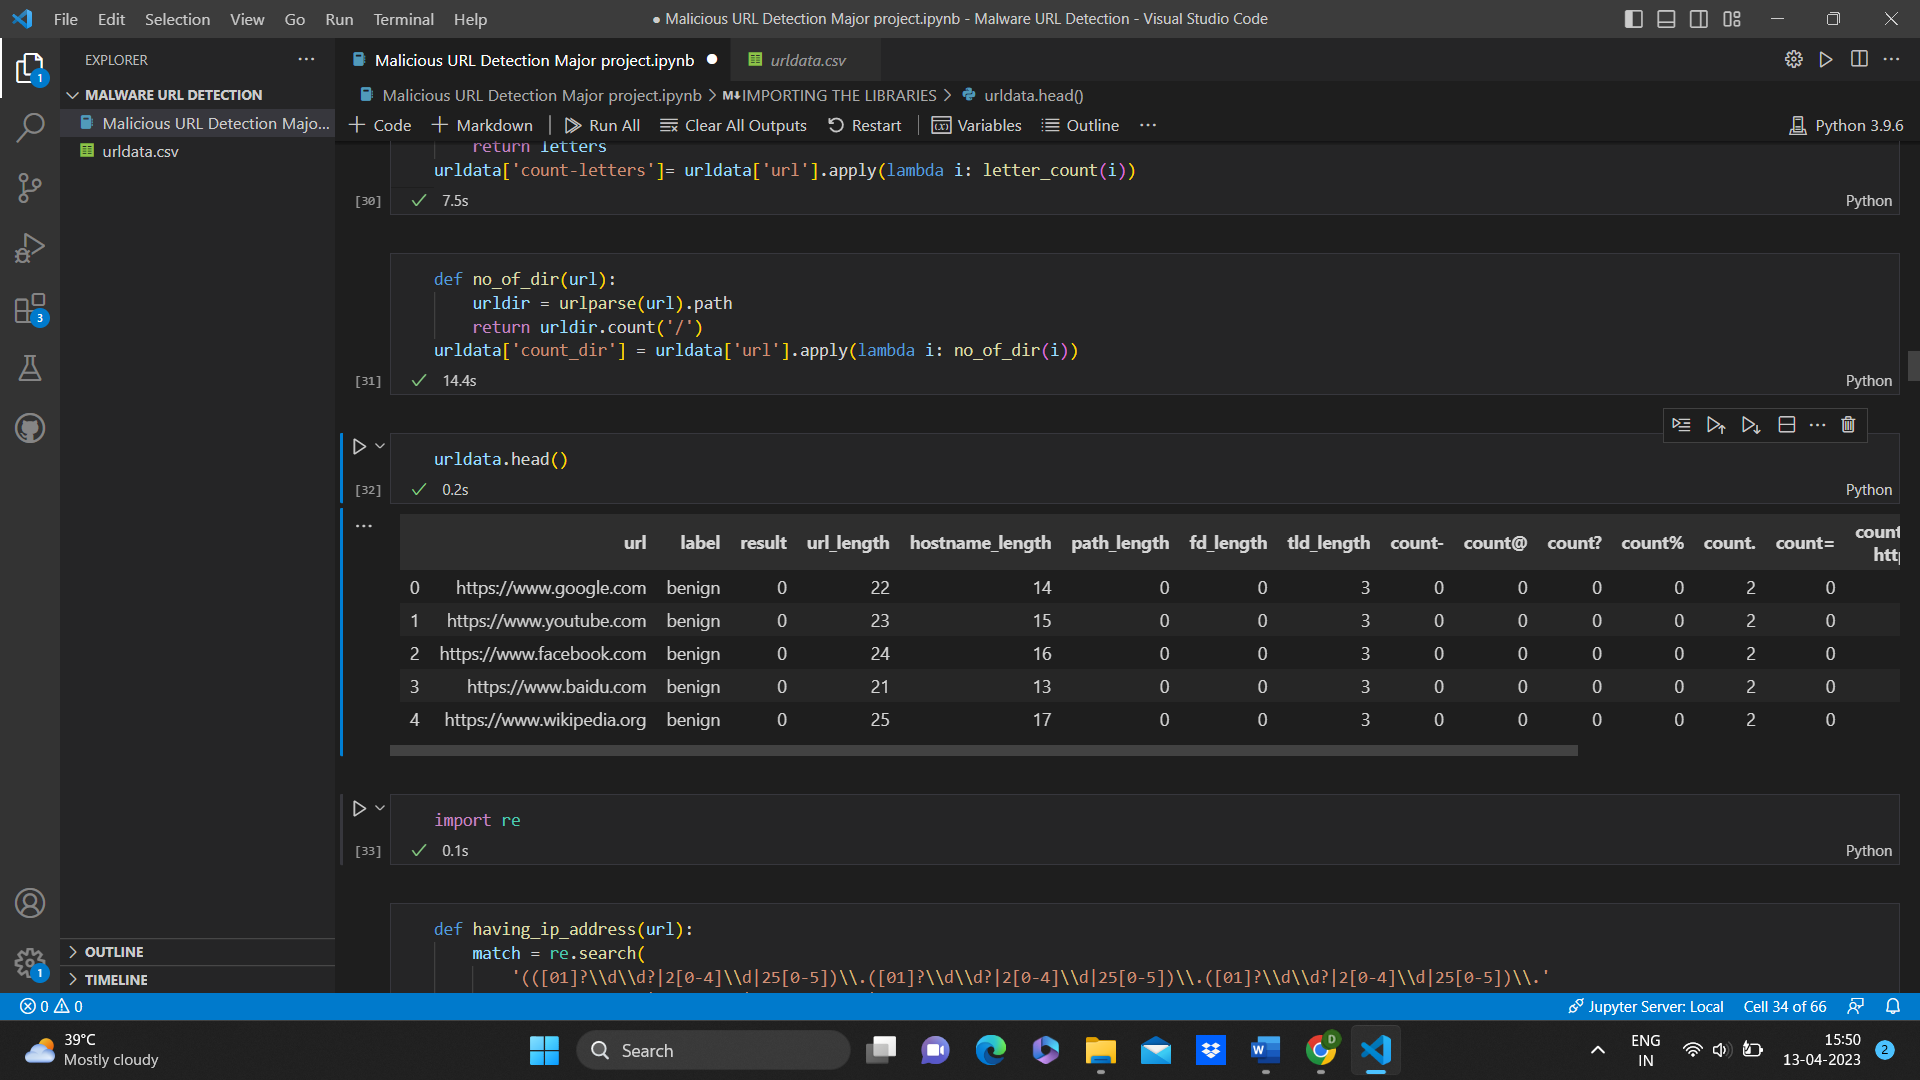 File Edit Selection View Go Run Terminal Help
● Malicious URL Detection Major project.ipynb - Malware URL Detection - Visual Studio Code
EXPLORER
MALWARE URL DETECTION
Malicious URL Detection Majo...
urldata.csv
OUTLINE
TIMELINE
1
3
1
Malicious URL Detection Major project.ipynb ●
urldata.csv
Malicious URL Detection Major project.ipynb > M↓IMPORTING THE LIBRARIES > urldata.head()
+ Code + Markdown | Run All Clear All Outputs Restart | Variables Outline ...
Python 3.9.6
return letters
urldata['count-letters']= urldata['url'].apply(lambda i: letter_count(i))
[30] ✓ 7.5s Python
def no_of_dir(url):
urldir = urlparse(url).path
return urldir.count('/')
urldata['count_dir'] = urldata['url'].apply(lambda i: no_of_dir(i))
[31] ✓ 14.4s Python
urldata.head()
[32] ✓ 0.2s Python
url label result url_length hostname_length path_length fd_length tld_length count- count@ count? count% count. count= count
0 https://www.google.com benign 0 22 14 0 0 3 0 0 0 0 2 0
1 https://www.youtube.com benign 0 23 15 0 0 3 0 0 0 0 2 0
2 https://www.facebook.com benign 0 24 16 0 0 3 0 0 0 0 2 0
3 https://www.baidu.com benign 0 21 13 0 0 3 0 0 0 0 2 0
4 https://www.wikipedia.org benign 0 25 17 0 0 3 0 0 0 0 2 0
import re
[33] ✓ 0.1s Python
def having_ip_address(url):
match = re.search(
'(([01]?\\d\\d?|2[0-4]\\d|25[0-5])\\.([01]?\\d\\d?|2[0-4]\\d|25[0-5])\\.([01]?\\d\\d?|2[0-4]\\d|25[0-5])\\.'
0 0
Jupyter Server: Local Cell 34 of 66
39°C
Mostly cloudy
Search
D
ENG
IN
15:50
13-04-2023
2